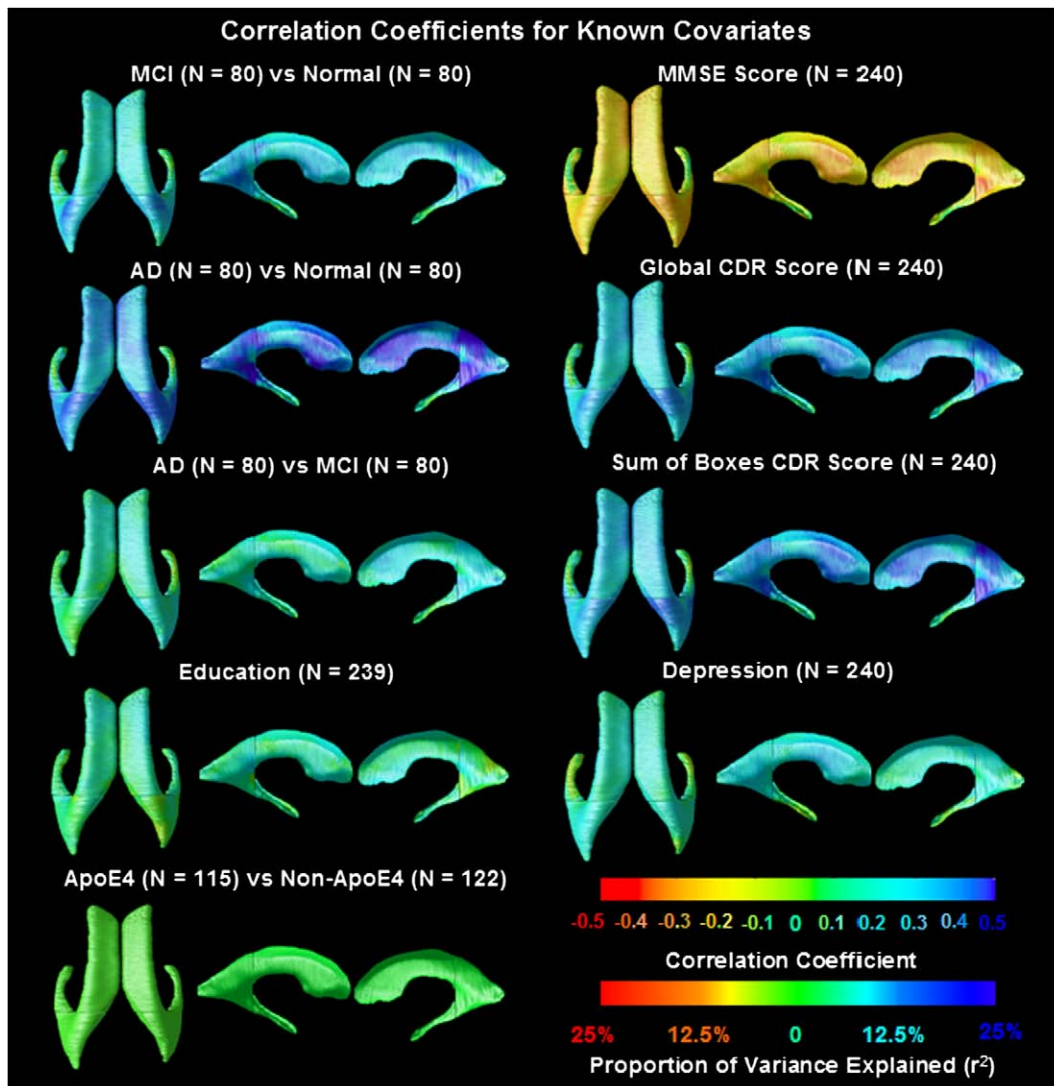 Correlation Coefficients for Known Covariates
MCI (N = 80) vs Normal (N = 80)
MMSE Score (N = 240)
AD (N = 80) vs Normal (N = 80)
Global CDR Score (N = 240)
AD (N = 80) vs MCI (N = 80)
Sum of Boxes CDR Score (N = 240)
Education (N = 239)
Depression (N = 240)
ApoE4 (N = 115) vs Non-ApoE4 (N = 122)
-0.5 -0.4 -0.3 -0.2 -0.1 0 0.1 0.2 0.3 0.4 0.5
Correlation Coefficient
25% 12.5% 0 12.5% 25%
Proportion of Variance Explained (r²)